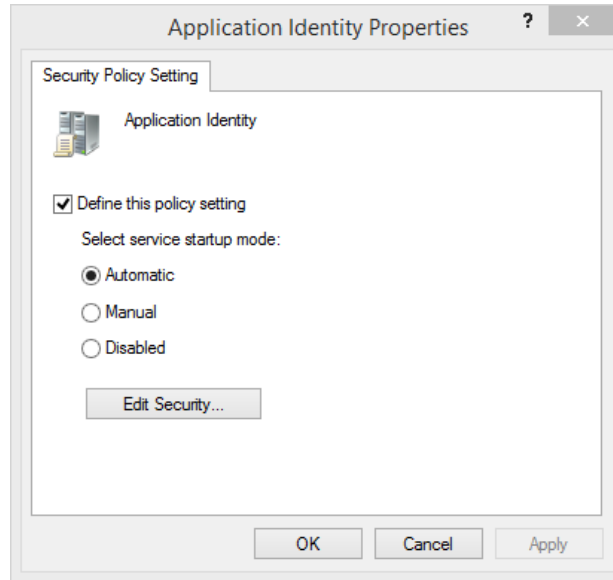 Application Identity Properties
?
Security Policy Setting
Application Identity
Define this policy setting
Select service startup mode:
Automatic
Manual
Disabled
Edit Security...
OK Cancel Apply